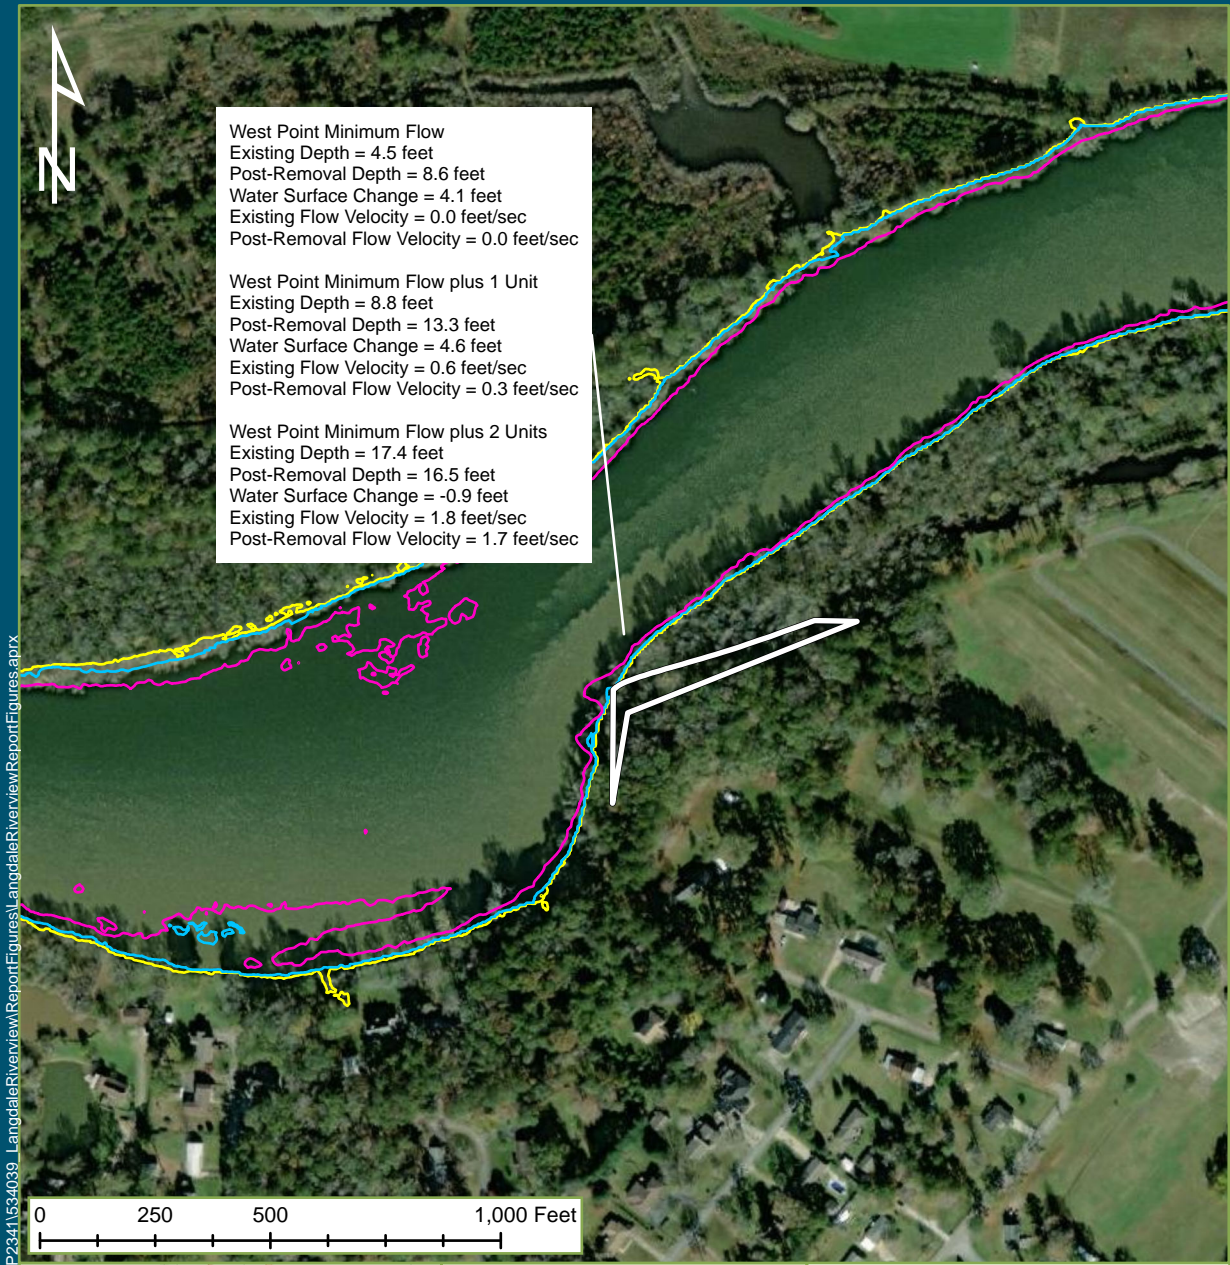 N
West Point Minimum Flow
Existing Depth = 4.5 feet
Post-Removal Depth = 8.6 feet
Water Surface Change = 4.1 feet
Existing Flow Velocity = 0.0 feet/sec
Post-Removal Flow Velocity = 0.0 feet/sec
West Point Minimum Flow plus 1 Unit
Existing Depth = 8.8 feet
Post-Removal Depth = 13.3 feet
Water Surface Change = 4.6 feet
Existing Flow Velocity = 0.6 feet/sec
Post-Removal Flow Velocity = 0.3 feet/sec
West Point Minimum Flow plus 2 Units
Existing Depth = 17.4 feet
Post-Removal Depth = 16.5 feet
Water Surface Change = -0.9 feet
Existing Flow Velocity = 1.8 feet/sec
Post-Removal Flow Velocity = 1.7 feet/sec
P2341\534039_LangdaleRiverview\ReportFigures\LangdaleRiverviewReportFigures.aprx
0 250 500 1,000 Feet